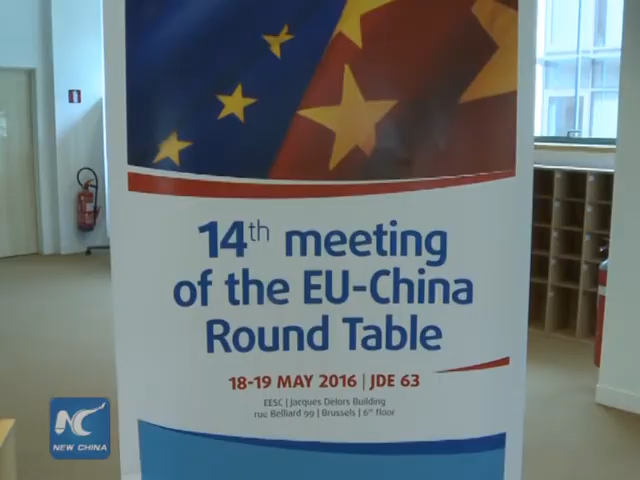 14th meeting
of the EU-China
Round Table
18-19 MAY 2016 | JDE 63
EESC | Jacques Delors Building
rue Belliard 99 | Brussels | 6th floor
NC
NEW CHINA